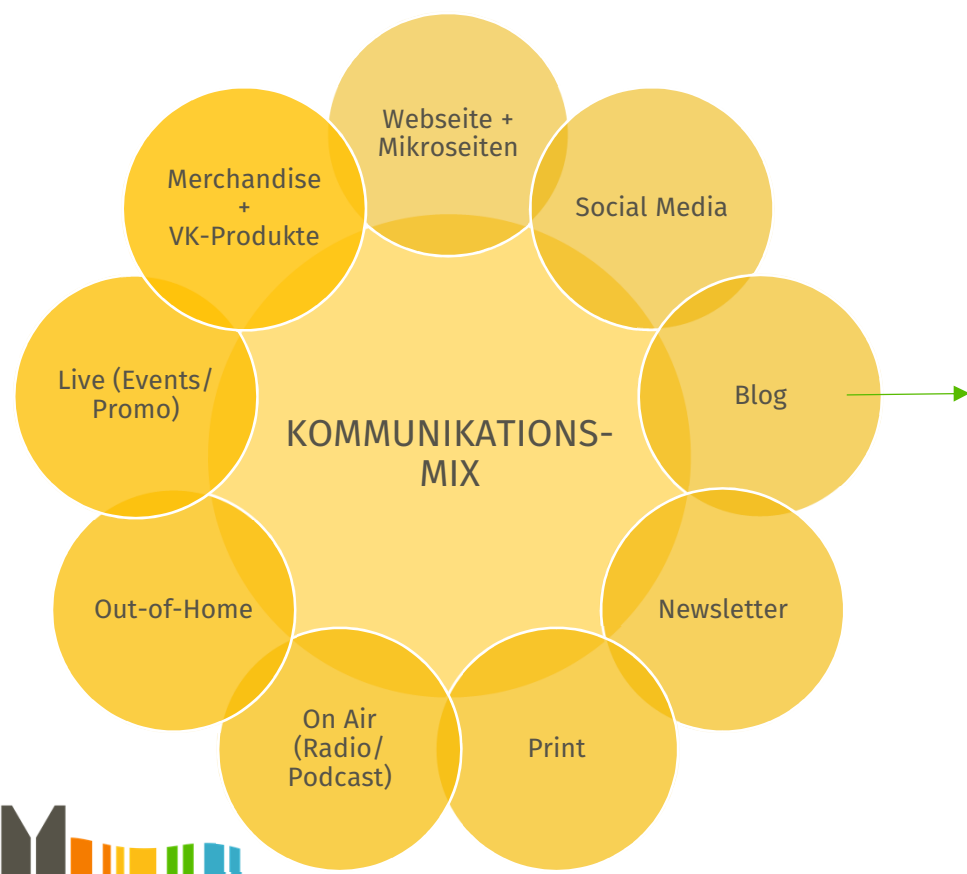 Webseite +
Mikroseiten
Social Media
Blog
Newsletter
Print
On Air
(Radio/
Podcast)
Out-of-Home
Live (Events/
Promo)
Merchandise
+
VK-Produkte
KOMMUNIKATIONS-
MIX